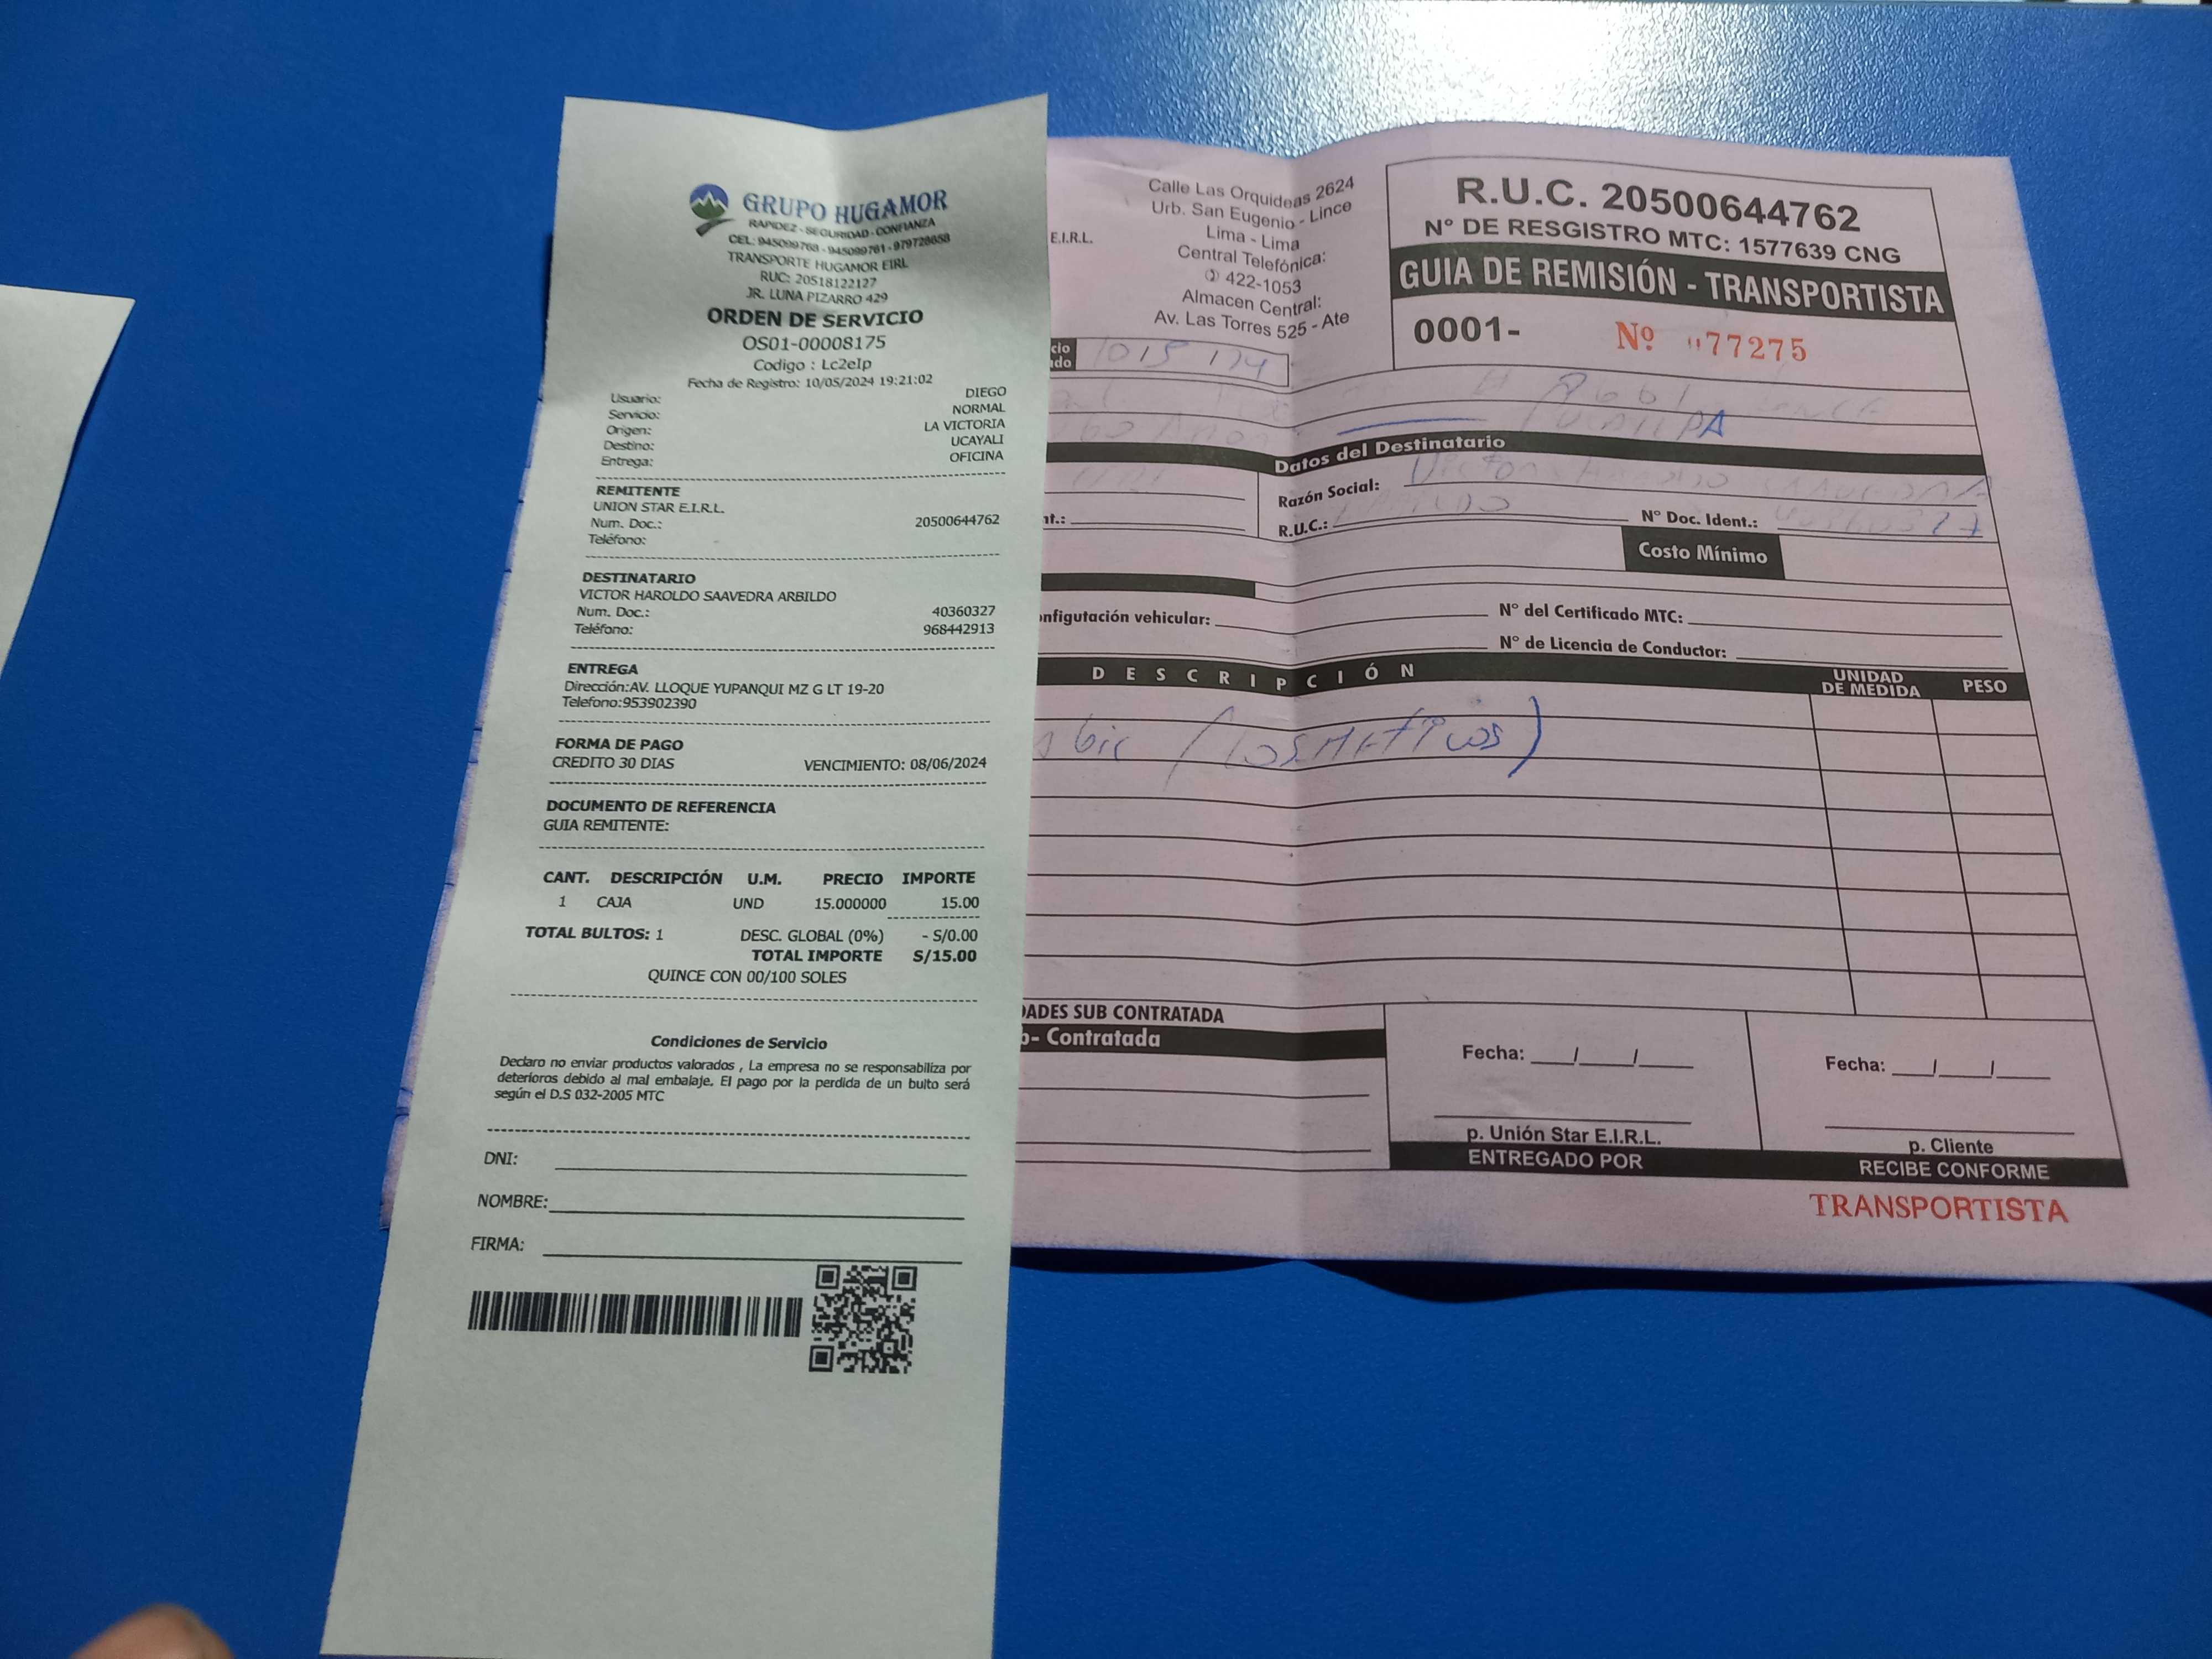 GRUPO HUGAMOR
RAPIDEZ - SEGURIDAD - CONFIANZA
CEL: 945099768 - 945099761 - 979728658
TRANSPORTE HUGAMOR EIRL
RUC: 20518122127
JR. LUNA PIZARRO 429
ORDEN DE SERVICIO
OS01-00008175
Codigo : Lc2eIp
Fecha de Registro: 10/05/2024 19:21:02
Usuario: DIEGO
Servicio: NORMAL
Origen: LA VICTORIA
Destino: UCAYALI
Entrega: OFICINA
REMITENTE
UNION STAR E.I.R.L.
Num. Doc.: 20500644762
Teléfono:
DESTINATARIO
VICTOR HAROLDO SAAVEDRA ARBILDO
Num. Doc.: 40360327
Teléfono: 968442913
ENTREGA
Dirección:AV. LLOQUE YUPANQUI MZ G LT 19-20
Telefono:953902390
FORMA DE PAGO
CREDITO 30 DIAS VENCIMIENTO: 08/06/2024
DOCUMENTO DE REFERENCIA
GUIA REMITENTE:
CANT. DESCRIPCIÓN U.M. PRECIO IMPORTE
1 CAJA UND 15.000000 15.00
TOTAL BULTOS: 1 DESC. GLOBAL (0%) - S/0.00
TOTAL IMPORTE S/15.00
QUINCE CON 00/100 SOLES
Condiciones de Servicio
Declaro no enviar productos valorados , La empresa no se responsabiliza por
deterioros debido al mal embalaje. El pago por la perdida de un bulto será
según el D.S 032-2005 MTC
DNI:
NOMBRE:
FIRMA:
E.I.R.L.
Calle Las Orquideas 2624
Urb. San Eugenio - Lince
Lima - Lima
Central Telefónica:
422-1053
Almacen Central:
Av. Las Torres 525 - Ate
R.U.C. 20500644762
N° DE RESGISTRO MTC: 1577639 CNG
GUIA DE REMISIÓN - TRANSPORTISTA
0001- Nº 077275
PUCALLPA
Datos del Destinatario
Razón Social: Victor
R.U.C.: N° Doc. Ident.:
Costo Mínimo
vehicular: N° del Certificado MTC:
N° de Licencia de Conductor:
DESCRIPCIÓN UNIDAD DE MEDIDA PESO
(COSMETICOS)
SUB CONTRATADA
Contratada
Fecha: / / Fecha: / /
p. Unión Star E.I.R.L. p. Cliente
ENTREGADO POR RECIBE CONFORME
TRANSPORTISTA